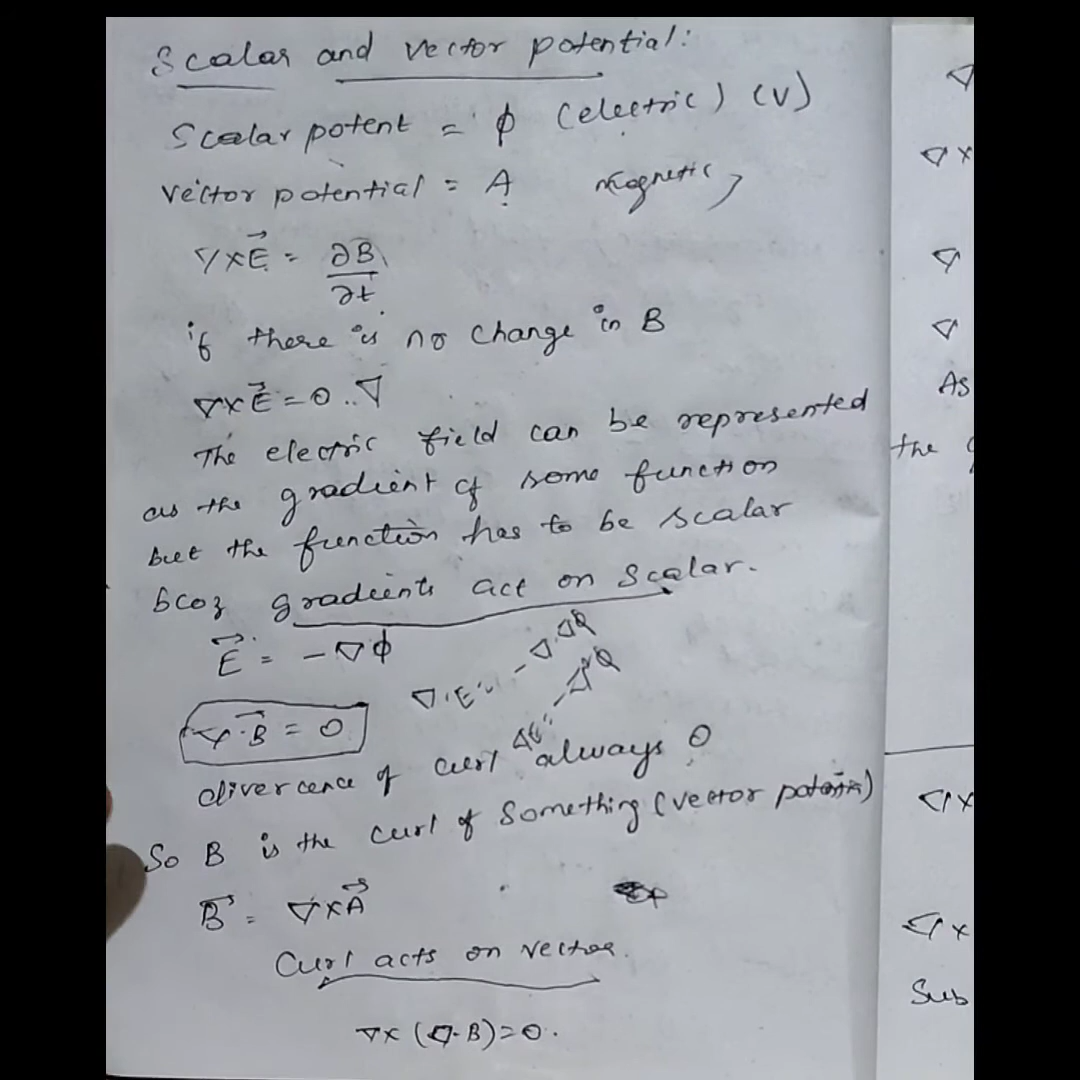 Scalar and vector potential:
Scalar potent = ϕ (electric) (V)
Vector potential = A Magnetic
∇×E⃗ = ∂B
∂t
if there is no change in B
∇×E⃗ = 0
The electric field can be represented
as the gradient of some function
but the function has to be scalar
bcoz gradients act on scalar.
E⃗ = -∇ϕ
∇·E = -∇·∇ϕ
-∇²ϕ
∇·B⃗ = 0
divercence of curl always 0
So B is the curl of something (vector
B⃗ = ∇×A⃗
Curl acts on vector.
∇×(∇·B)=0.
∇
∇×
∇
∇
As
the
∇×
∇×
Sub